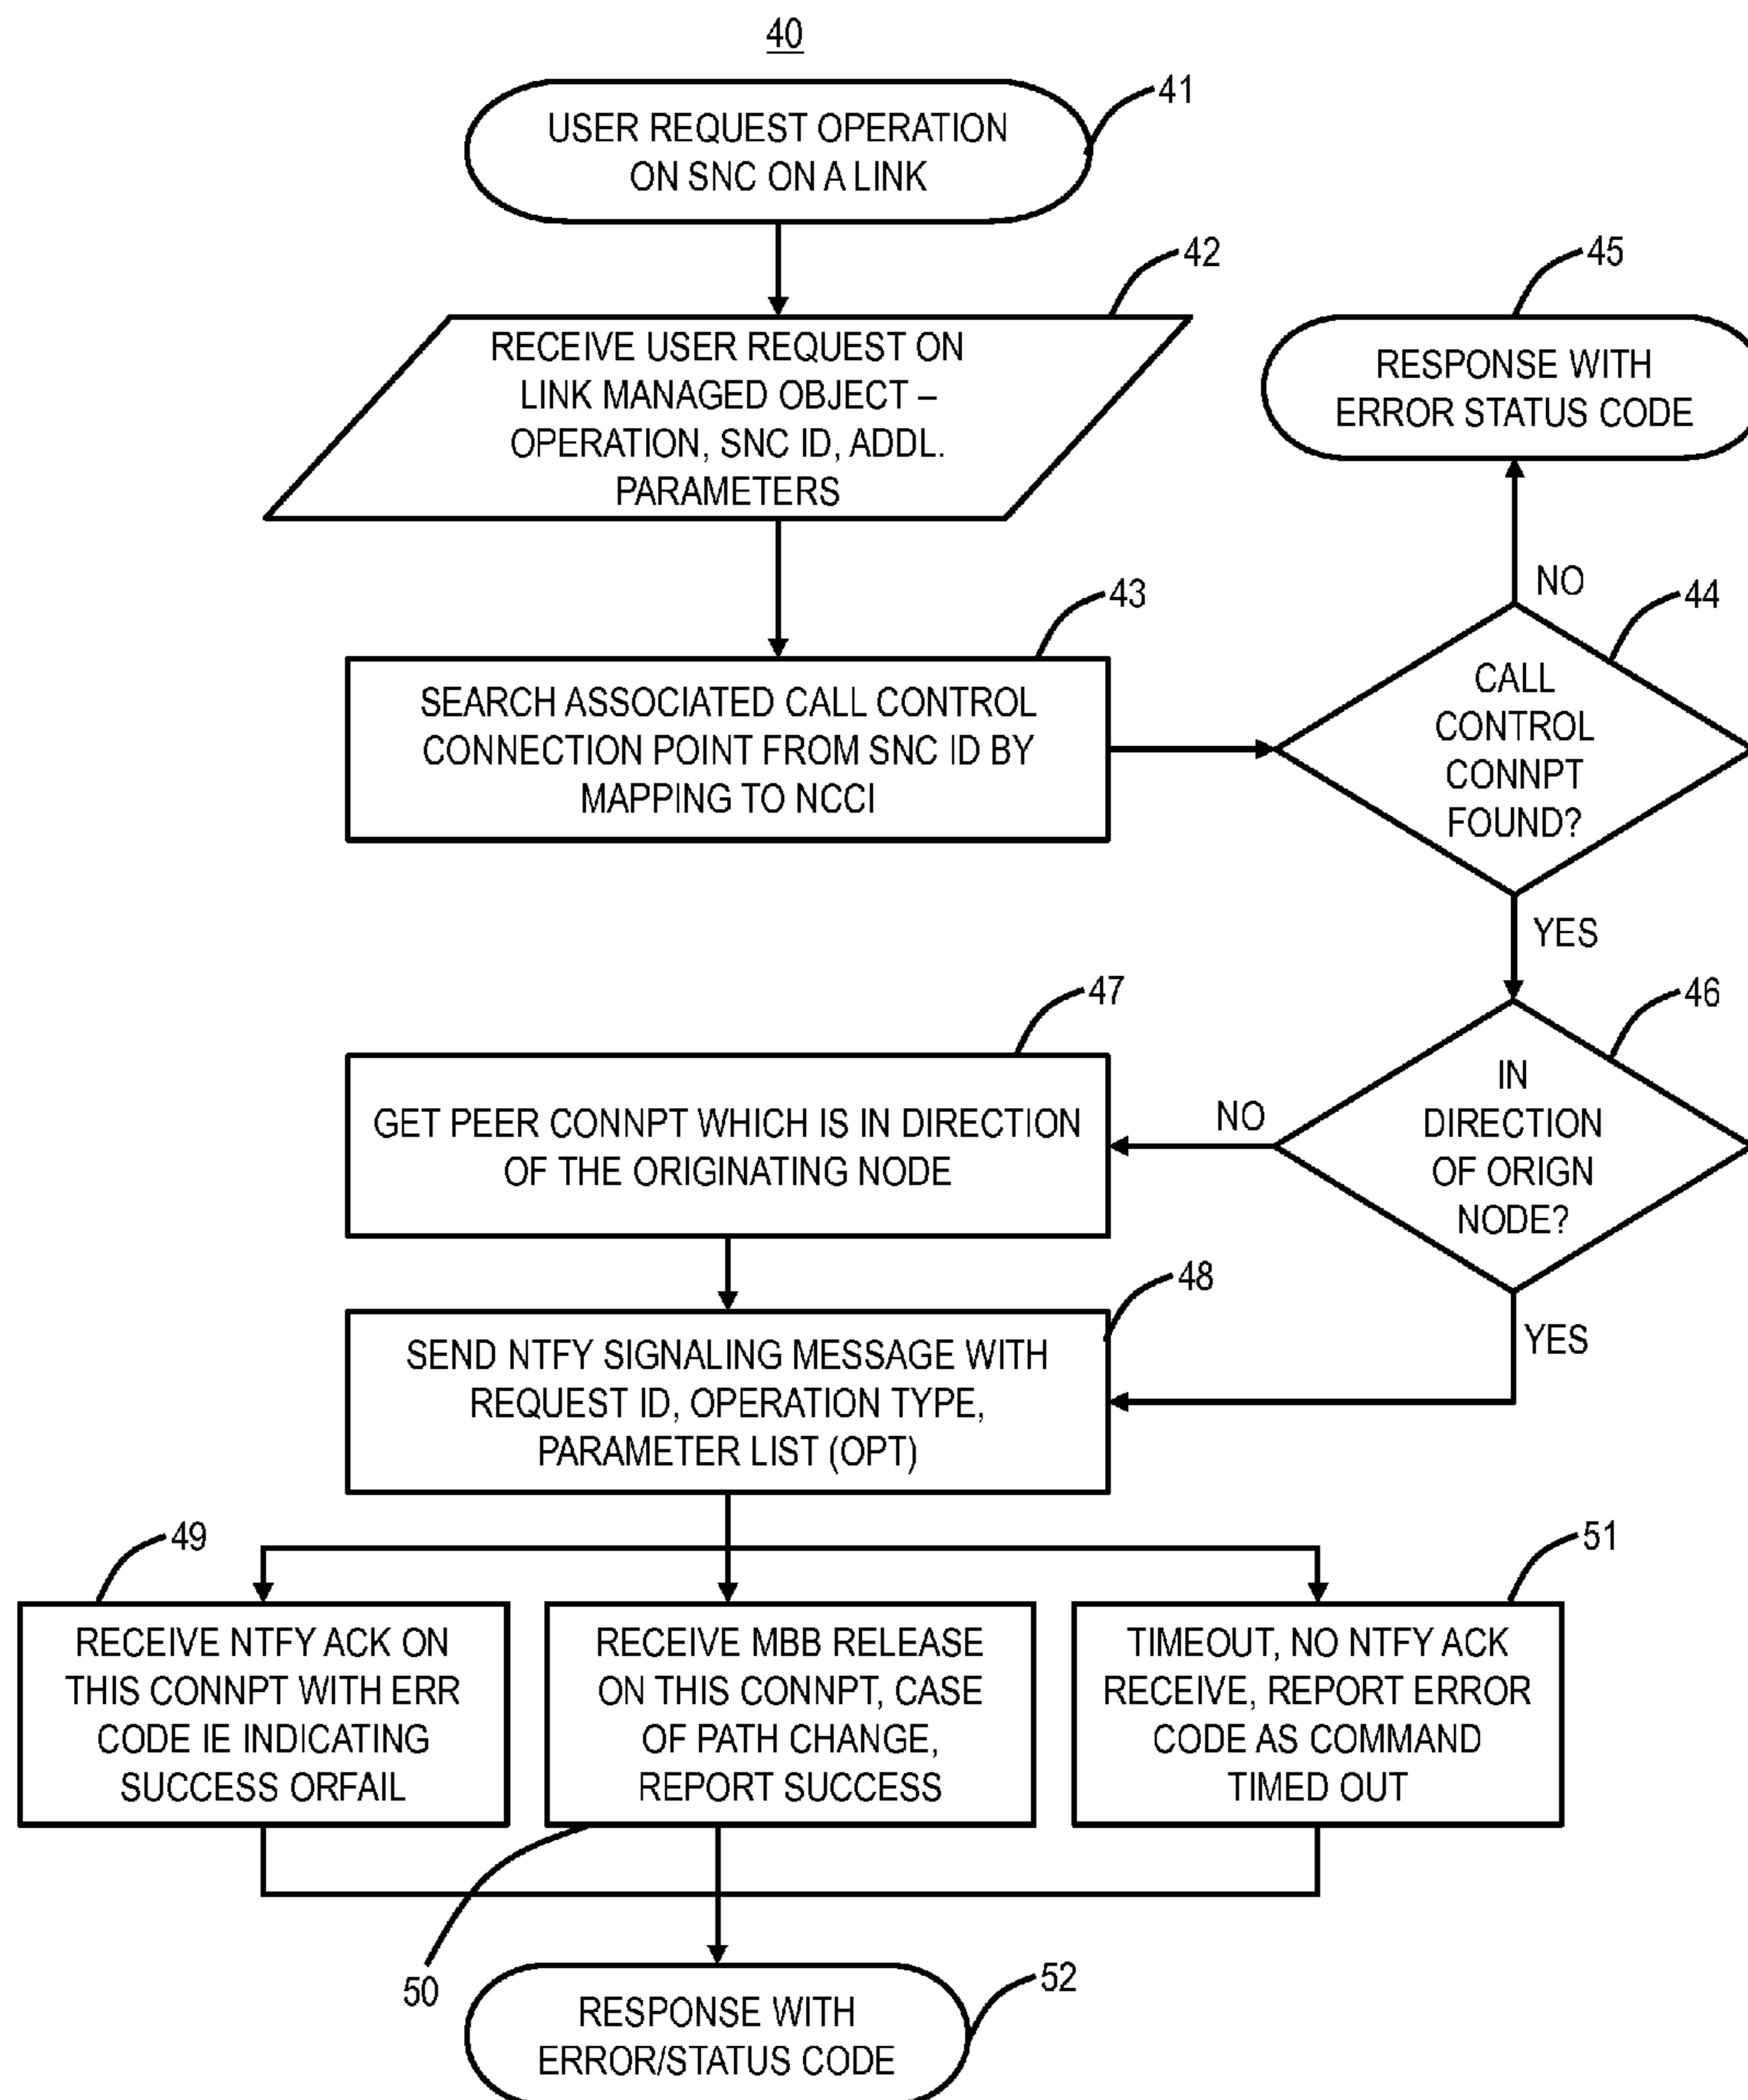 40
USER REQUEST OPERATION
ON SNC ON A LINK
41
RECEIVE USER REQUEST ON
LINK MANAGED OBJECT –
OPERATION, SNC ID, ADDL.
PARAMETERS
42
45
RESPONSE WITH
ERROR STATUS CODE
NO
43
SEARCH ASSOCIATED CALL CONTROL
CONNECTION POINT FROM SNC ID BY
MAPPING TO NCCI
44
CALL
CONTROL
CONNPT
FOUND?
YES
46
IN
DIRECTION
OF ORIGN
NODE?
NO
47
GET PEER CONNPT WHICH IS IN DIRECTION
OF THE ORIGINATING NODE
YES
48
SEND NTFY SIGNALING MESSAGE WITH
REQUEST ID, OPERATION TYPE,
PARAMETER LIST (OPT)
49
RECEIVE NTFY ACK ON
THIS CONNPT WITH ERR
CODE IE INDICATING
SUCCESS ORFAIL
RECEIVE MBB RELEASE
ON THIS CONNPT, CASE
OF PATH CHANGE,
REPORT SUCCESS
51
TIMEOUT, NO NTFY ACK
RECEIVE, REPORT ERROR
CODE AS COMMAND
TIMED OUT
50
52
RESPONSE WITH
ERROR/STATUS CODE